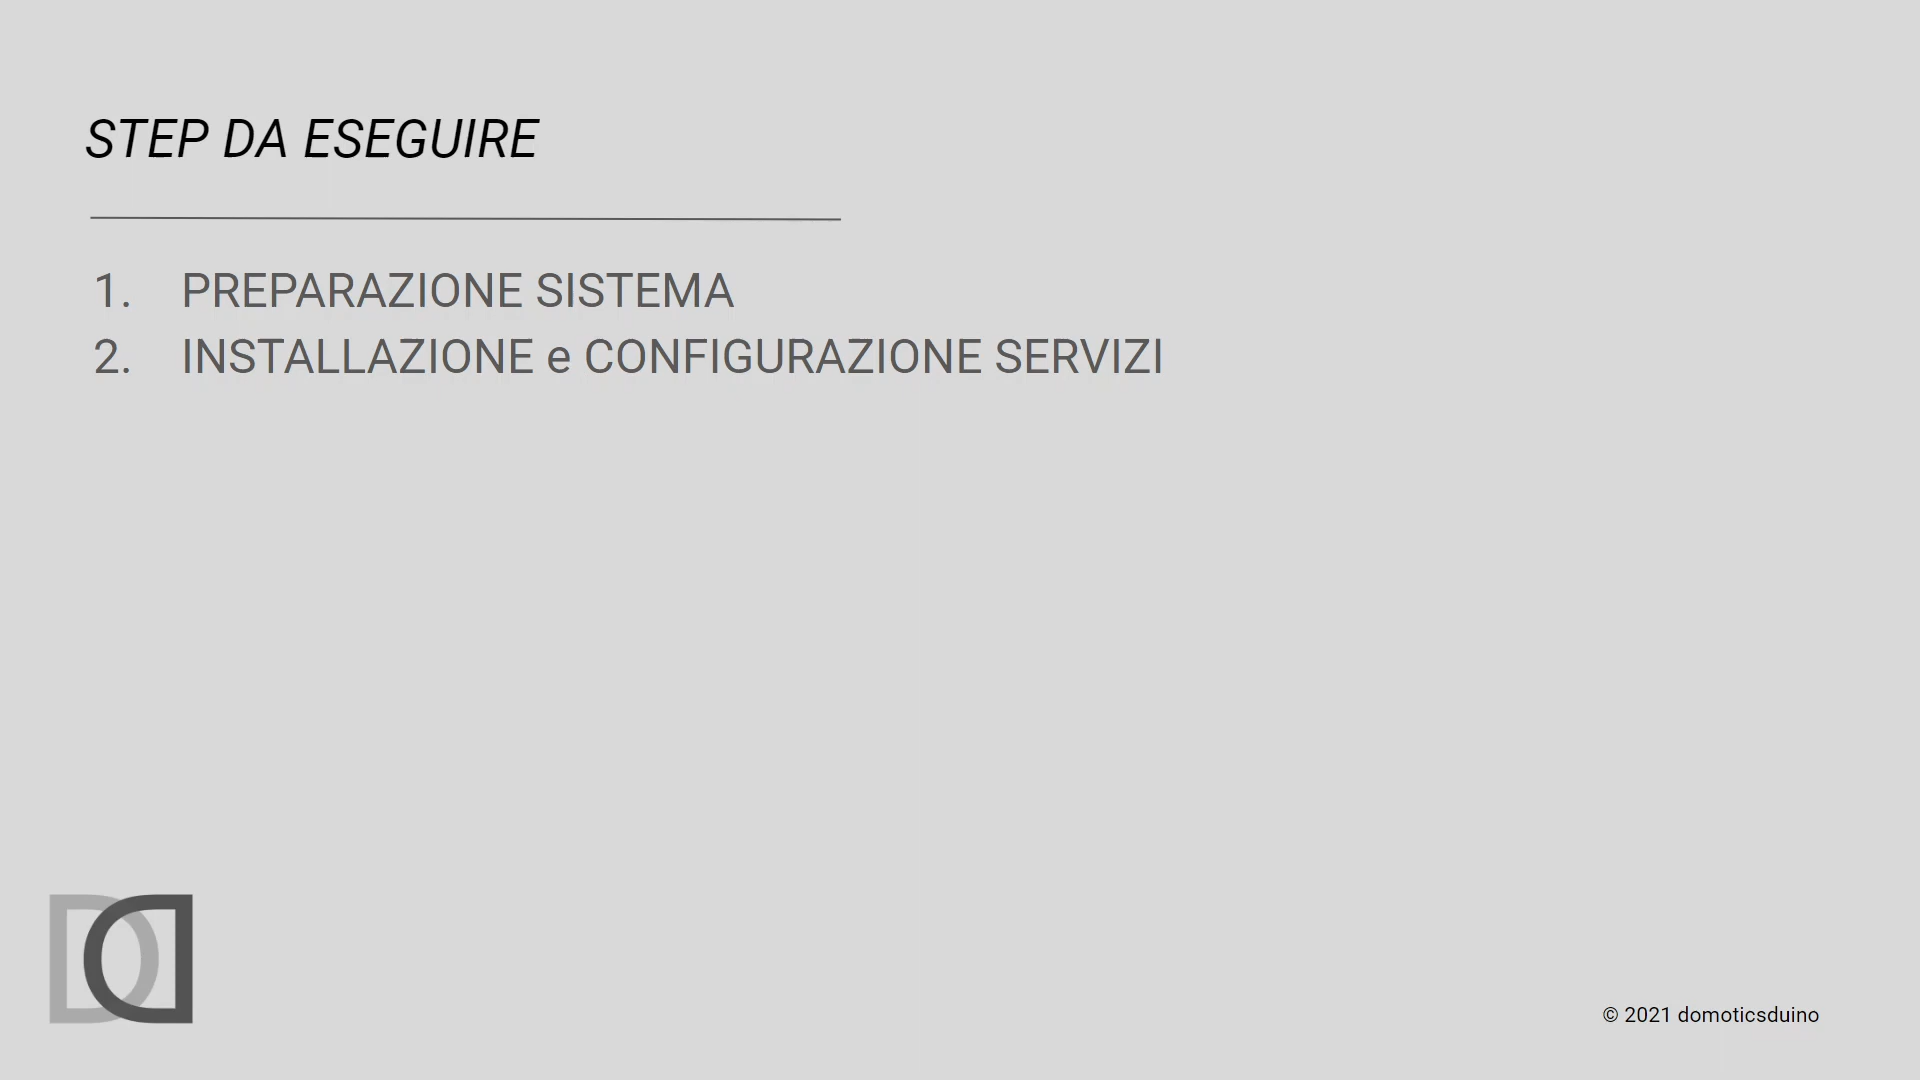 STEP DA ESEGUIRE
1. PREPARAZIONE SISTEMA
2. INSTALLAZIONE e CONFIGURAZIONE SERVIZI
© 2021 domoticsduino